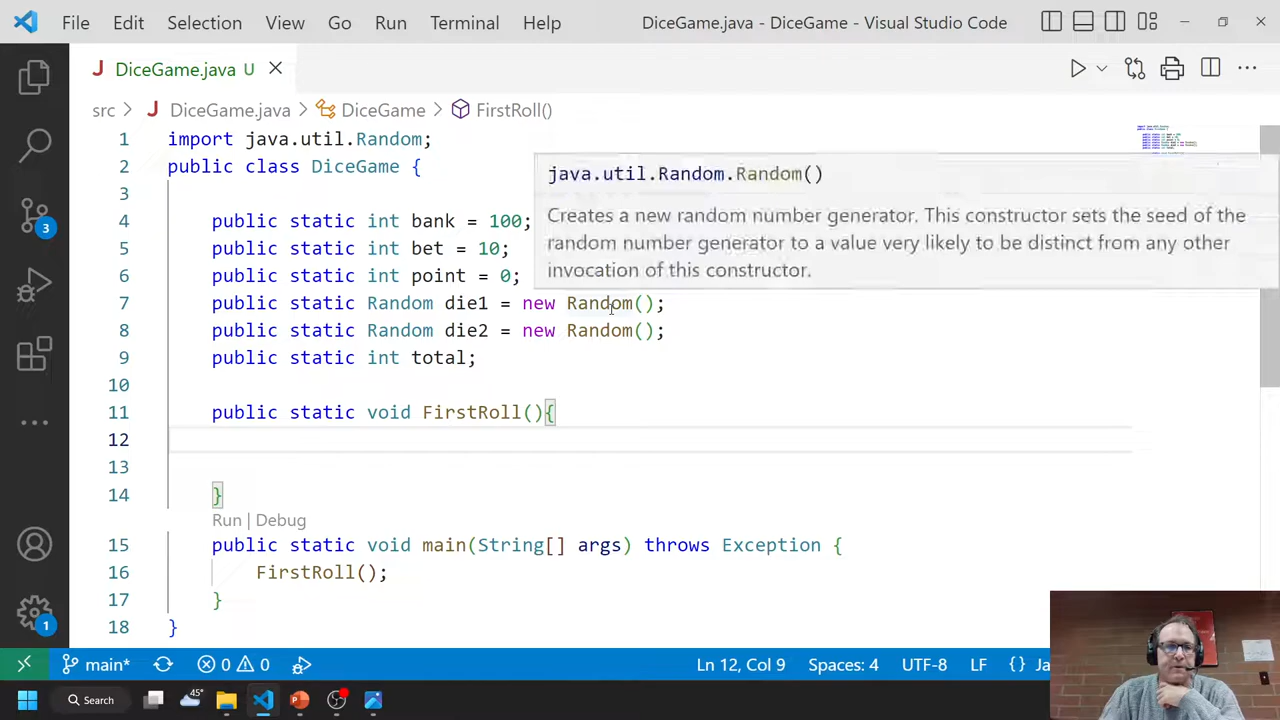 File Edit Selection View Go Run Terminal Help DiceGame.java - DiceGame - Visual Studio Code
J DiceGame.java U
src > J DiceGame.java > DiceGame > FirstRoll()
1 import java.util.Random;
2 public class DiceGame {
java.util.Random.Random()
3
Creates a new random number generator. This constructor sets the seed of the
random number generator to a value very likely to be distinct from any other
invocation of this constructor.
4 public static int bank = 100;
5 public static int bet = 10;
6 public static int point = 0;
7 public static Random die1 = new Random();
8 public static Random die2 = new Random();
9 public static int total;
10
11 public static void FirstRoll(){
12
13
14 }
Run | Debug
15 public static void main(String[] args) throws Exception {
16 FirstRoll();
17 }
18 }
3
1
main* 0 0 Ln 12, Col 9 Spaces: 4 UTF-8 LF {} Ja
Search 45°